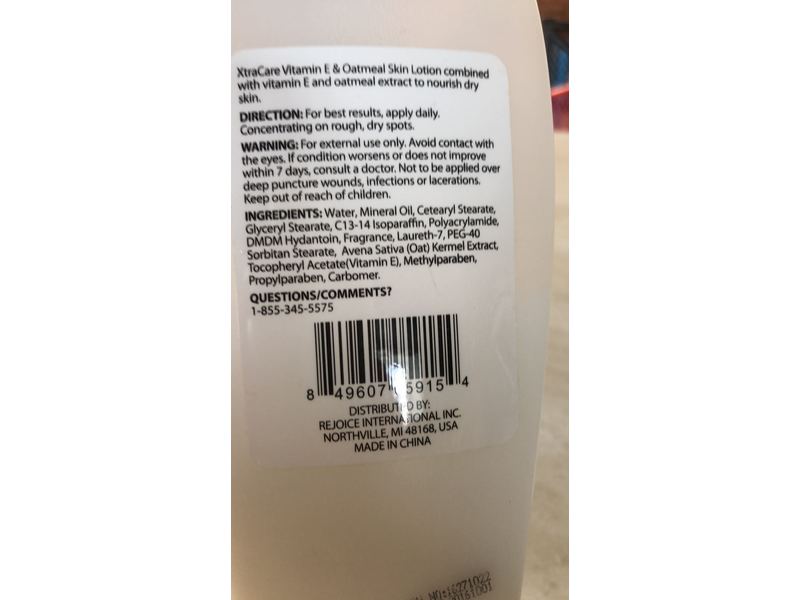 XtraCare Vitamin E & Oatmeal Skin Lotion combined
with vitamin E and oatmeal extract to nourish dry
skin.
DIRECTION: For best results, apply daily.
Concentrating on rough, dry spots.
WARNING: For external use only. Avoid contact with
the eyes. If condition worsens or does not improve
within 7 days, consult a doctor. Not to be applied over
deep puncture wounds, infections or lacerations.
Keep out of reach of children.
INGREDIENTS: Water, Mineral Oil, Cetearyl Stearate,
Glyceryl Stearate, C13-14 Isoparaffin, Polyacrylamide,
DMDM Hydantoin, Fragrance, Laureth-7, PEG-40
Sorbitan Stearate, Avena Sativa (Oat) Kermel Extract,
Tocopheryl Acetate(Vitamin E), Methylparaben,
Propylparaben, Carbomer.
QUESTIONS/COMMENTS?
1-855-345-5575
8 49607 05915 4
DISTRIBUTED BY:
REJOICE INTERNATIONAL INC.
NORTHVILLE, MI 48168, USA
MADE IN CHINA